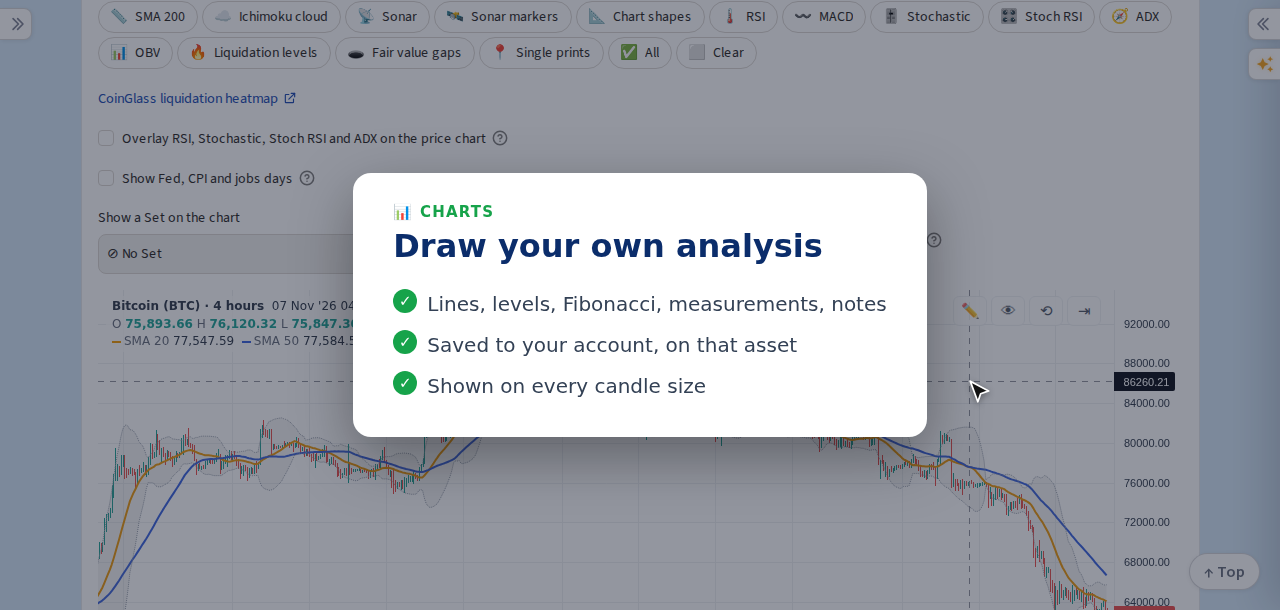 SMA 200 Ichimoku cloud Sonar Sonar markers Chart shapes RSI MACD Stochastic Stoch RSI ADX
OBV Liquidation levels Fair value gaps Single prints All Clear
CoinGlass liquidation heatmap
Overlay RSI, Stochastic, Stoch RSI and ADX on the price chart
Show Fed, CPI and jobs days
Show a Set on the chart
No Set
CHARTS
Draw your own analysis
Lines, levels, Fibonacci, measurements, notes
Saved to your account, on that asset
Shown on every candle size
Bitcoin (BTC) · 4 hours 07 Nov '26 04
O 75,893.66 H 76,120.32 L 75,847.36
SMA 20 77,547.59 SMA 50 77,584.5
92000.00
88000.00
86260.21
84000.00
80000.00
76000.00
72000.00
68000.00
64000.00
↑ Top